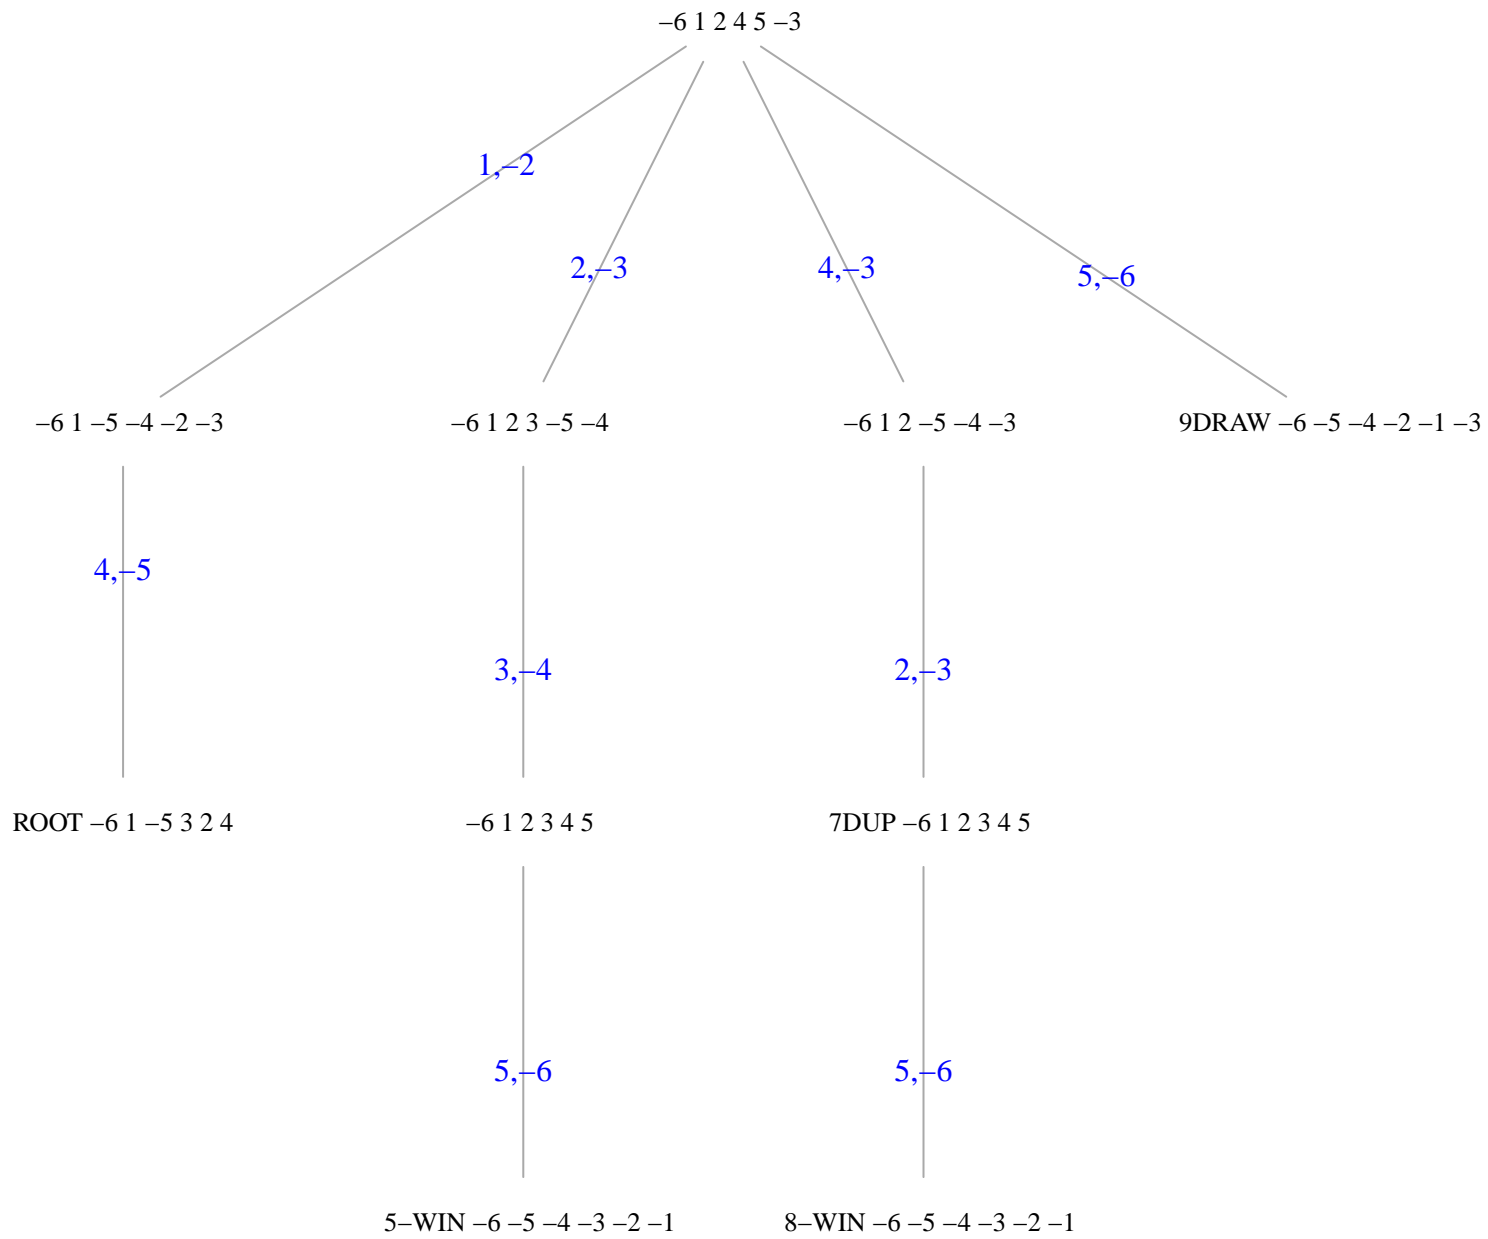 –6 1 2 4 5 –3
1,–2
2,–3
4,–3
5,–6
–6 1 –5 –4 –2 –3
–6 1 2 3 –5 –4
–6 1 2 –5 –4 –3
9DRAW –6 –5 –4 –2 –1 –3
4,–5
3,–4
2,–3
ROOT –6 1 –5 3 2 4
–6 1 2 3 4 5
7DUP –6 1 2 3 4 5
5,–6
5,–6
5–WIN –6 –5 –4 –3 –2 –1
8–WIN –6 –5 –4 –3 –2 –1